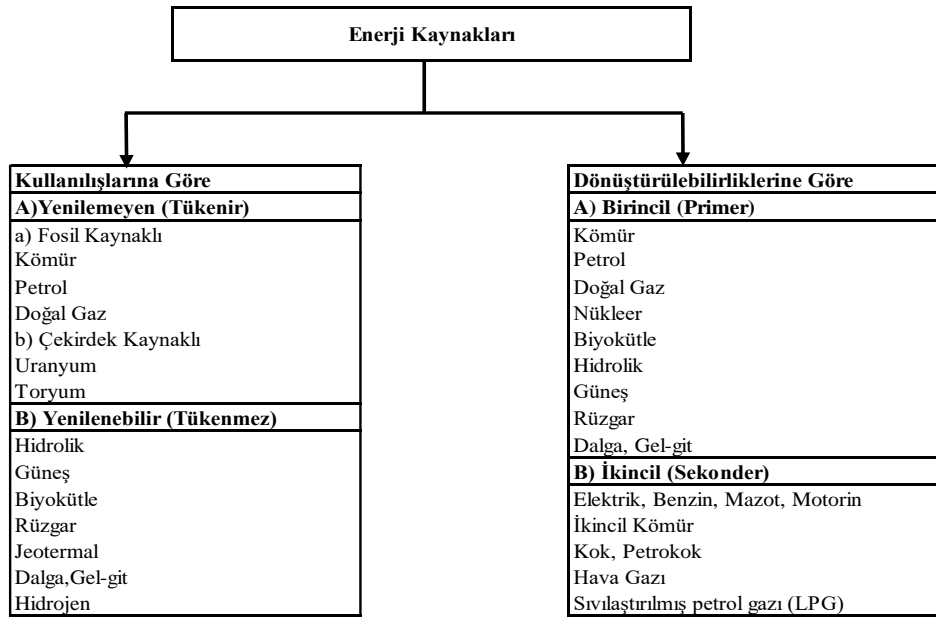 Enerji Kaynakları
Kullanılışlarına Göre
A)Yenilemeyen (Tükenir)
a) Fosil Kaynaklı
Kömür
Petrol
Doğal Gaz
b) Çekirdek Kaynaklı
Uranyum
Toryum
B) Yenilenebilir (Tükenmez)
Hidrolik
Güneş
Biyokütle
Rüzgar
Jeotermal
Dalga,Gel-git
Hidrojen
Dönüştürülebilirliklerine Göre
A) Birincil (Primer)
Kömür
Petrol
Doğal Gaz
Nükleer
Biyokütle
Hidrolik
Güneş
Rüzgar
Dalga, Gel-git
B) İkincil (Sekonder)
Elektrik, Benzin, Mazot, Motorin
İkincil Kömür
Kok, Petrokok
Hava Gazı
Sıvılaştırılmış petrol gazı (LPG)